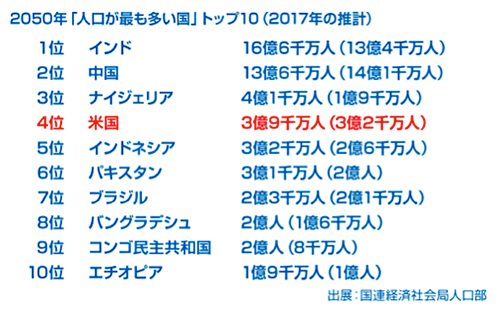 2050年「人口が最も多い国」トップ10（2017年の推計）
1位 インド 16億6千万人（13億4千万人）
2位 中国 13億6千万人（14億1千万人）
3位 ナイジェリア 4億1千万人（1億9千万人）
4位 米国 3億9千万人（3億2千万人）
5位 インドネシア 3億2千万人（2億6千万人）
6位 パキスタン 3億1千万人（2億人）
7位 ブラジル 2億3千万人（2億1千万人）
8位 バングラデシュ 2億人（1億6千万人）
9位 コンゴ民主共和国 2億人（8千万人）
10位 エチオピア 1億9千万人（1億人）
出展：国連経済社会局人口部